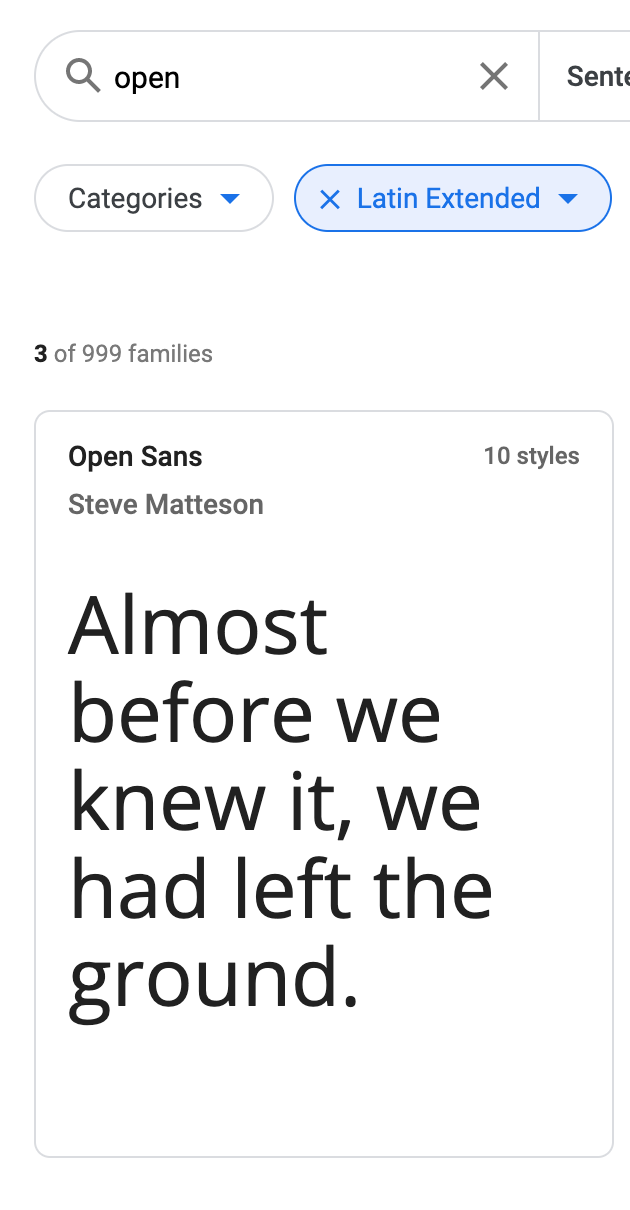 open
Sente
Categories
Latin Extended
3 of 999 families
Open Sans
10 styles
Steve Matteson
Almost
before we
knew it, we
had left the
ground.